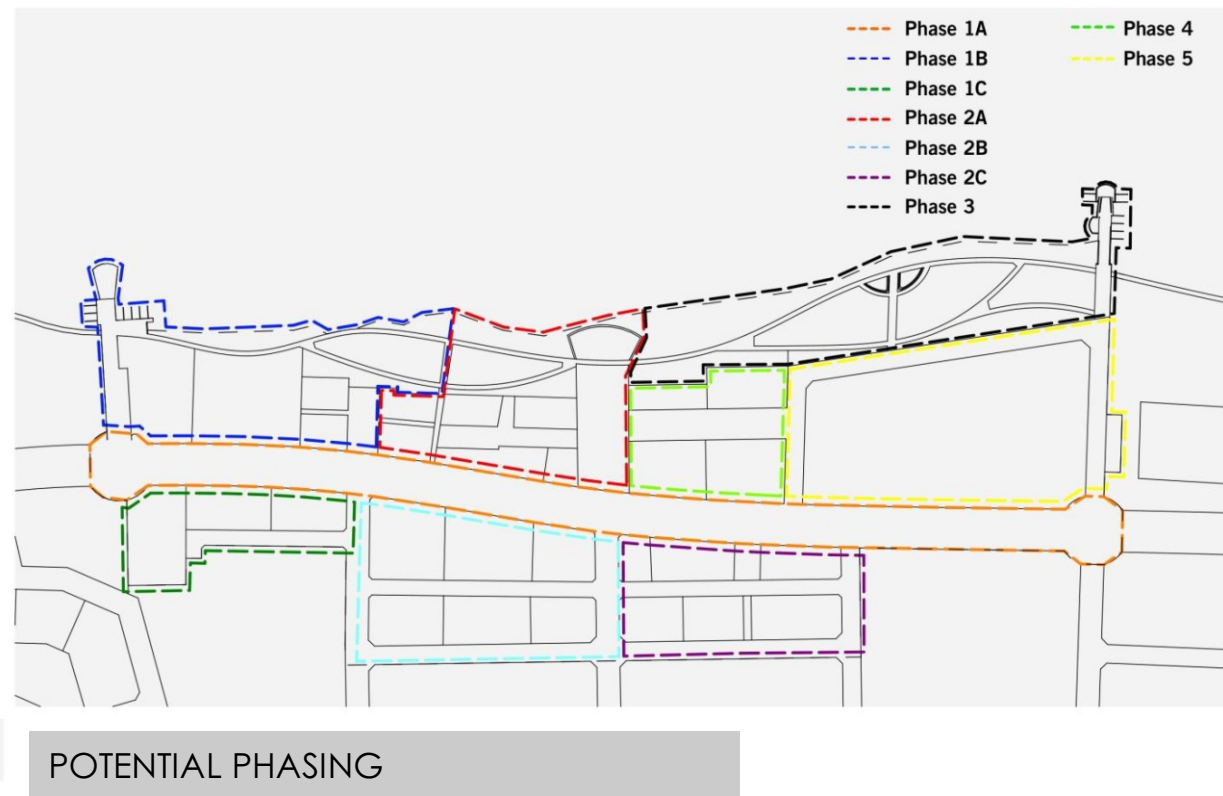 Phase 1A
Phase 1B
Phase 1C
Phase 2A
Phase 2B
Phase 2C
Phase 3
Phase 4
Phase 5
POTENTIAL PHASING